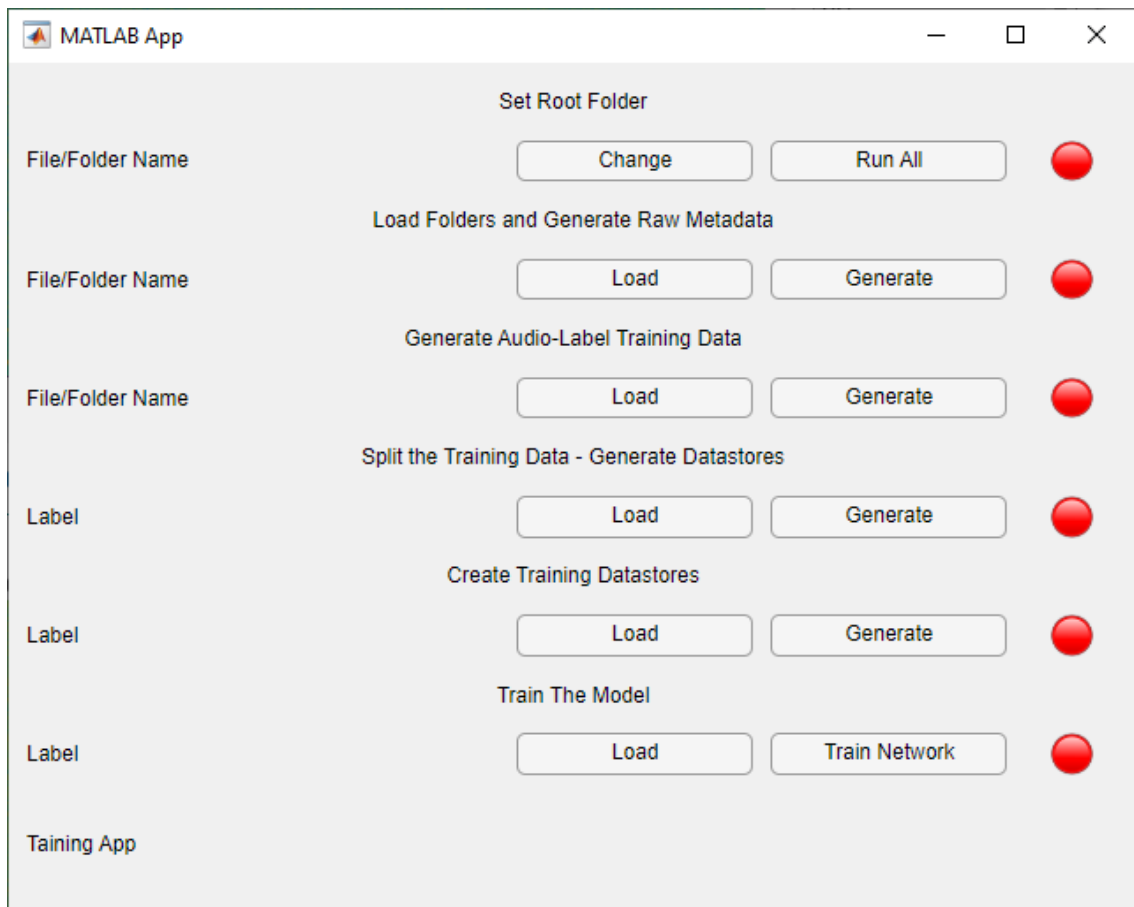 MATLAB App
Set Root Folder
File/Folder Name Change Run All
Load Folders and Generate Raw Metadata
File/Folder Name Load Generate
Generate Audio-Label Training Data
File/Folder Name Load Generate
Split the Training Data - Generate Datastores
Label Load Generate
Create Training Datastores
Label Load Generate
Train The Model
Label Load Train Network
Taining App